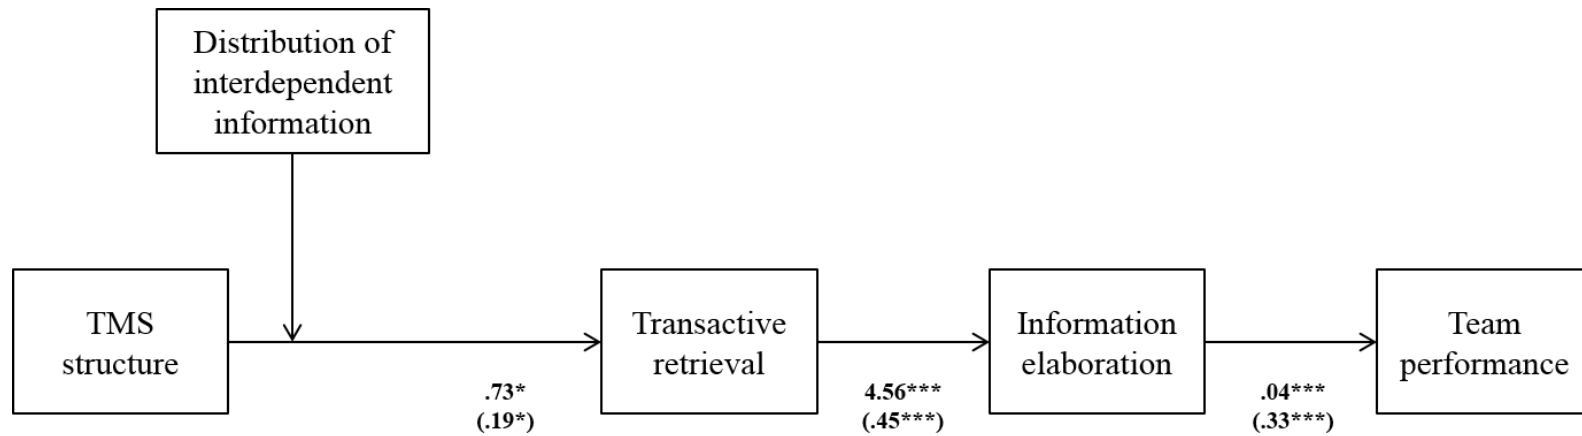 Distribution of
interdependent
information
TMS
structure
Transactive
retrieval
Information
elaboration
Team
performance
.73*
(.19*)
4.56***
(.45***)
.04***
(.33***)